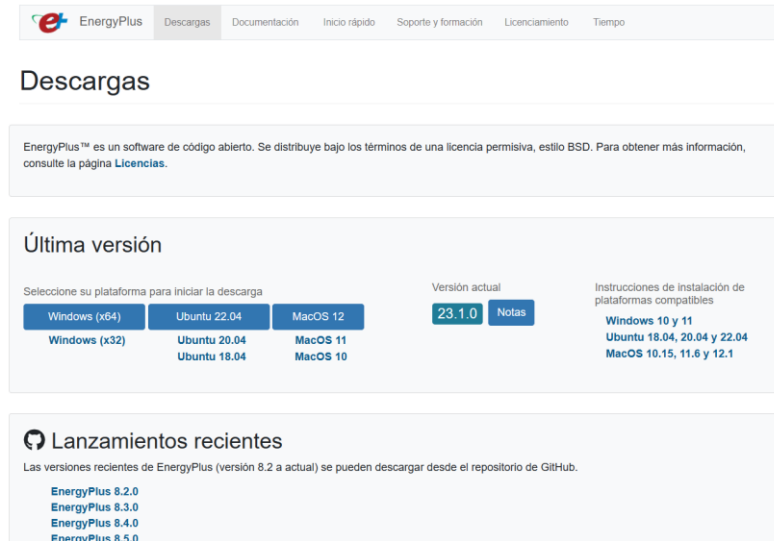 EnergyPlus Descargas Documentación Inicio rápido Soporte y formación Licenciamiento Tiempo
Descargas
EnergyPlus™ es un software de código abierto. Se distribuye bajo los términos de una licencia permisiva, estilo BSD. Para obtener más información,
consulte la página Licencias.
Última versión
Seleccione su plataforma para iniciar la descarga
Windows (x64) Ubuntu 22.04 MacOS 12
Windows (x32) Ubuntu 20.04 MacOS 11
Ubuntu 18.04 MacOS 10
Versión actual
23.1.0 Notas
Instrucciones de instalación de
plataformas compatibles
Windows 10 y 11
Ubuntu 18.04, 20.04 y 22.04
MacOS 10.15, 11.6 y 12.1
Lanzamientos recientes
Las versiones recientes de EnergyPlus (versión 8.2 a actual) se pueden descargar desde el repositorio de GitHub.
EnergyPlus 8.2.0
EnergyPlus 8.3.0
EnergyPlus 8.4.0
EnergyPlus 8.5.0